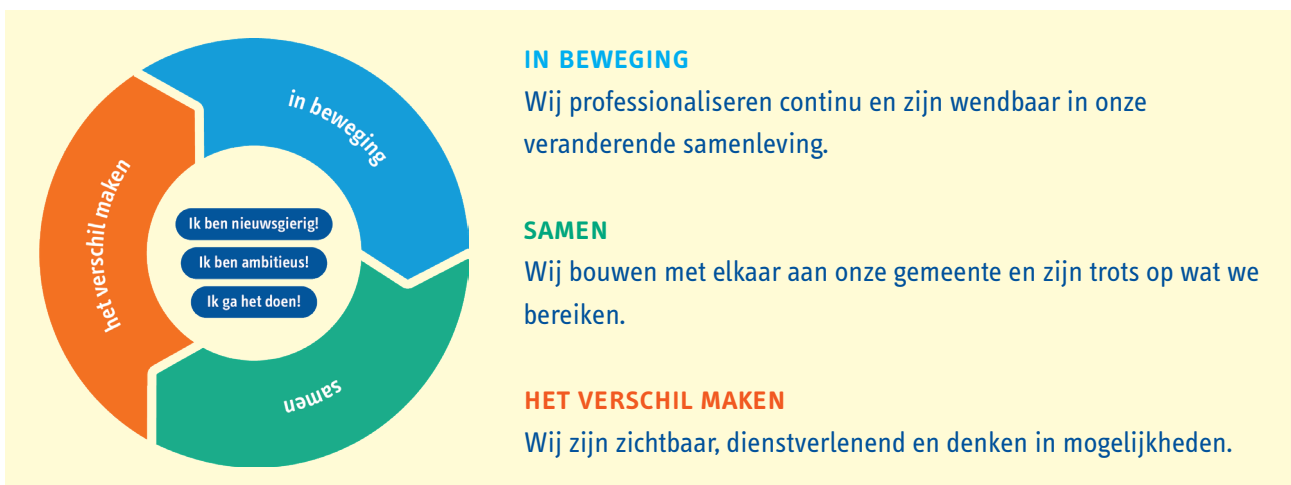 in beweging
het verschil maken
Ik ben nieuwsgierig!
Ik ben ambitieus!
Ik ga het doen!
samen
IN BEWEGING
Wij professionaliseren continu en zijn wendbaar in onze
veranderende samenleving.
SAMEN
Wij bouwen met elkaar aan onze gemeente en zijn trots op wat we
bereiken.
HET VERSCHIL MAKEN
Wij zijn zichtbaar, dienstverlenend en denken in mogelijkheden.